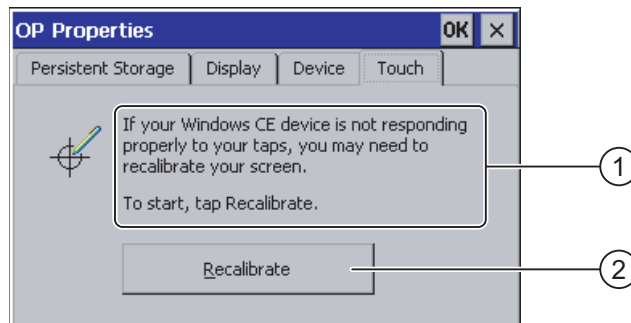 OP Properties OK ×
Persistent Storage Display Device Touch
If your Windows CE device is not responding
properly to your taps, you may need to
recalibrate your screen.
To start, tap Recalibrate.
1
Recalibrate
2